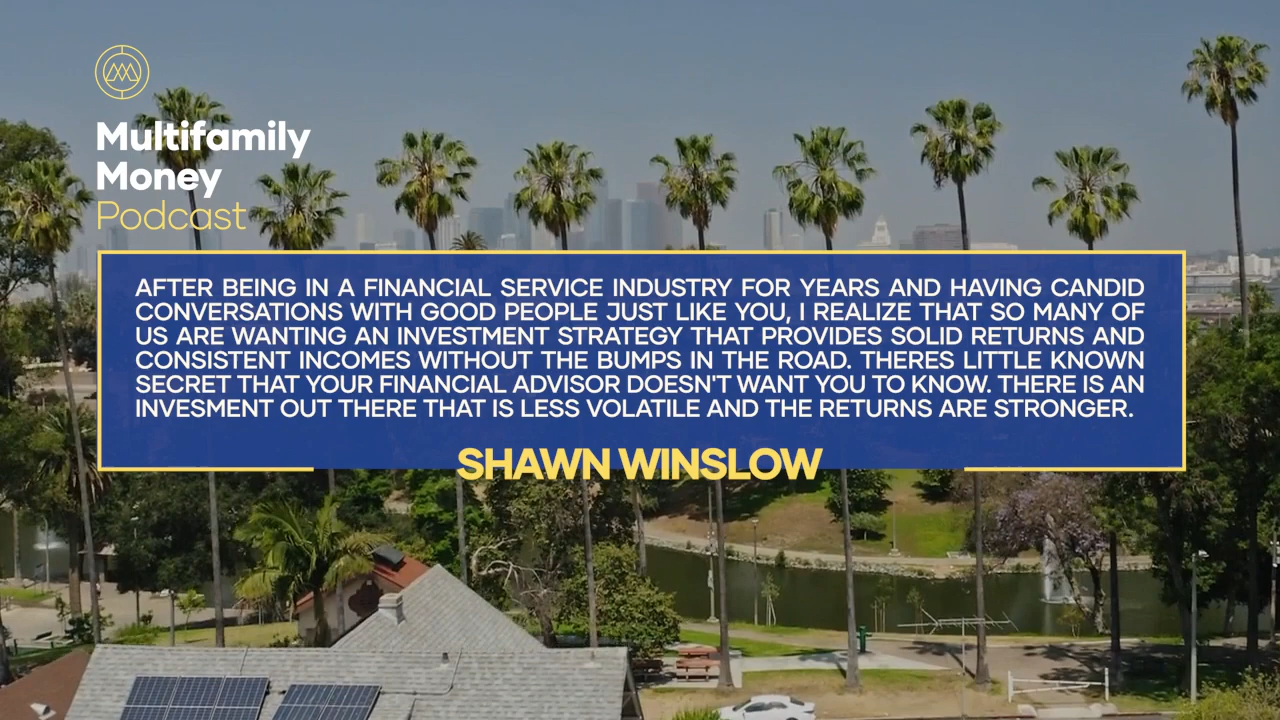 Multifamily
Money
Podcast
AFTER BEING IN A FINANCIAL SERVICE INDUSTRY FOR YEARS AND HAVING CANDID
CONVERSATIONS WITH GOOD PEOPLE JUST LIKE YOU, I REALIZE THAT SO MANY OF
US ARE WANTING AN INVESTMENT STRATEGY THAT PROVIDES SOLID RETURNS AND
CONSISTENT INCOMES WITHOUT THE BUMPS IN THE ROAD. THERES LITTLE KNOWN
SECRET THAT YOUR FINANCIAL ADVISOR DOESN'T WANT YOU TO KNOW. THERE IS AN
INVESMENT OUT THERE THAT IS LESS VOLATILE AND THE RETURNS ARE STRONGER.
SHAWN WINSLOW